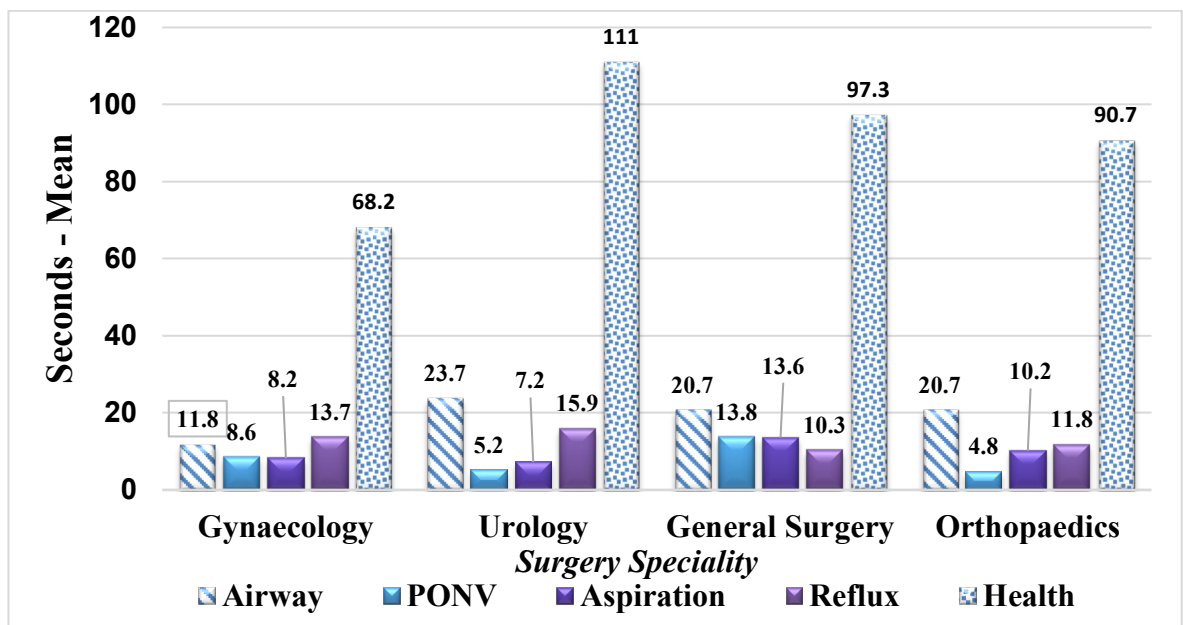 120
100
80
60
40
20
0
Seconds - Mean
11.8 8.6 8.2 13.7 68.2
23.7 5.2 7.2 15.9 111
20.7 13.8 13.6 10.3 97.3
20.7 4.8 10.2 11.8 90.7
Gynaecology Urology General Surgery Orthopaedics
Surgery Speciality
Airway PONV Aspiration Reflux Health